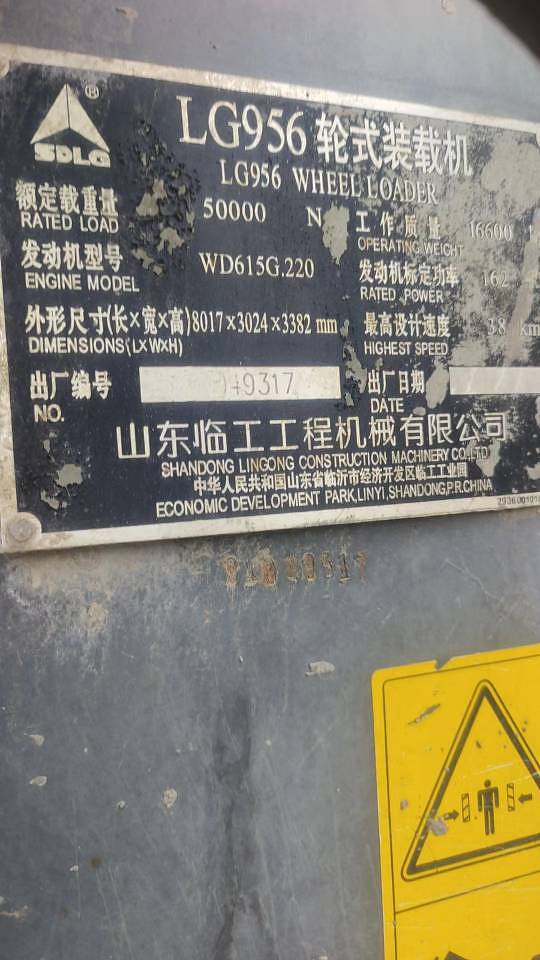 SDLG ®
LG956 轮式装载机
LG956 WHEEL LOADER
额定载重量 50000 N
RATED LOAD
工作质量 16600
OPERATING WEIGHT
发动机型号 WD615G.220
ENGINE MODEL
发动机标定功率 162
RATED POWER
外形尺寸(长×宽×高) 8017×3024×3382 mm
DIMENSIONS(L×W×H)
最高设计速度 38 km
HIGHEST SPEED
出厂编号 9317
NO.
出厂日期
DATE
山东临工工程机械有限公司
SHANDONG LINGONG CONSTRUCTION MACHINERY CO.,LTD
中华人民共和国山东省临沂市经济开发区临工工业园
ECONOMIC DEVELOPMENT PARK,LINYI,SHANDONG,P.R.CHINA